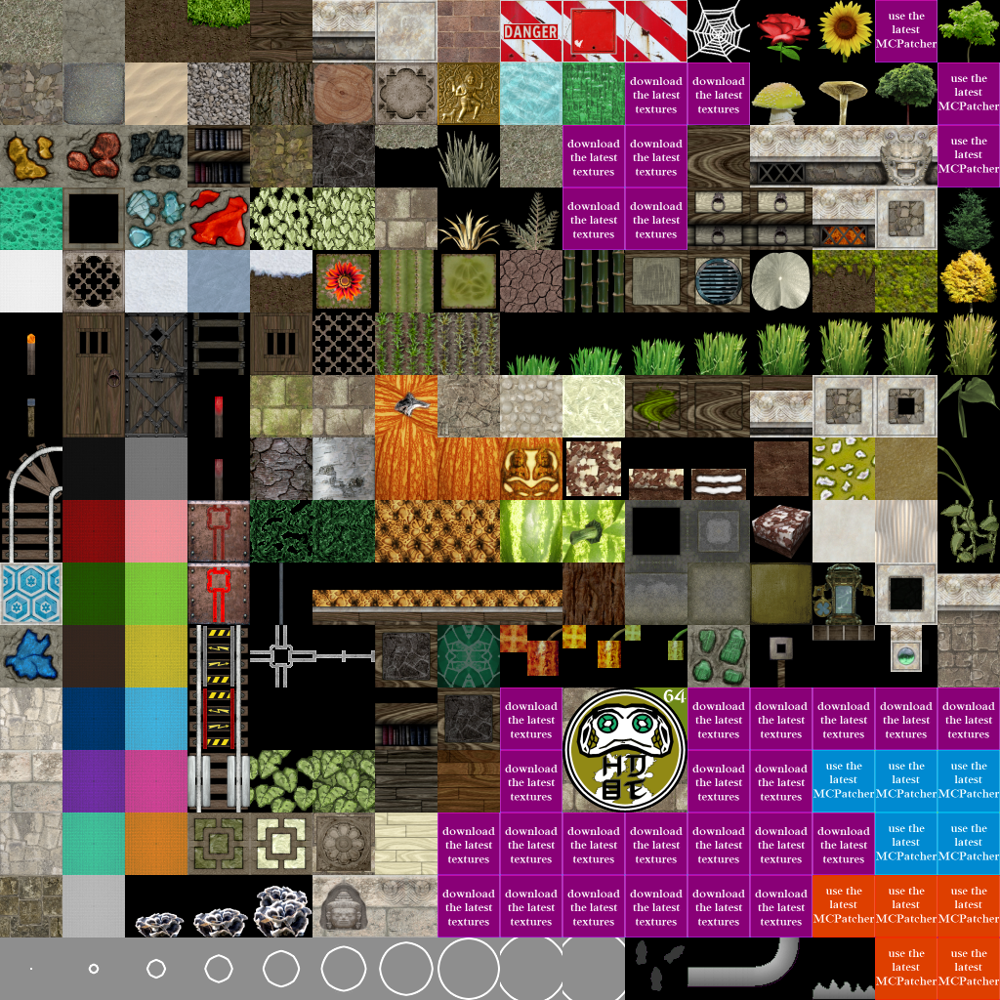 DANGER
use the
latest
MCPatcher
download
the latest
textures
download
the latest
textures
use the
latest
MCPatcher
download
the latest
textures
download
the latest
textures
use the
latest
MCPatcher
download
the latest
textures
download
the latest
textures
download
the latest
textures
64
download
the latest
textures
download
the latest
textures
download
the latest
textures
download
the latest
textures
download
the latest
textures
download
the latest
textures
download
the latest
textures
download
the latest
textures
use the
latest
MCPatcher
use the
latest
MCPatcher
use the
latest
MCPatcher
download
the latest
textures
download
the latest
textures
download
the latest
textures
download
the latest
textures
download
the latest
textures
download
the latest
textures
use the
latest
MCPatcher
use the
latest
MCPatcher
download
the latest
textures
download
the latest
textures
download
the latest
textures
download
the latest
textures
download
the latest
textures
download
the latest
textures
use the
latest
MCPatcher
use the
latest
MCPatcher
use the
latest
MCPatcher
use the
latest
MCPatcher
use the
latest
MCPatcher